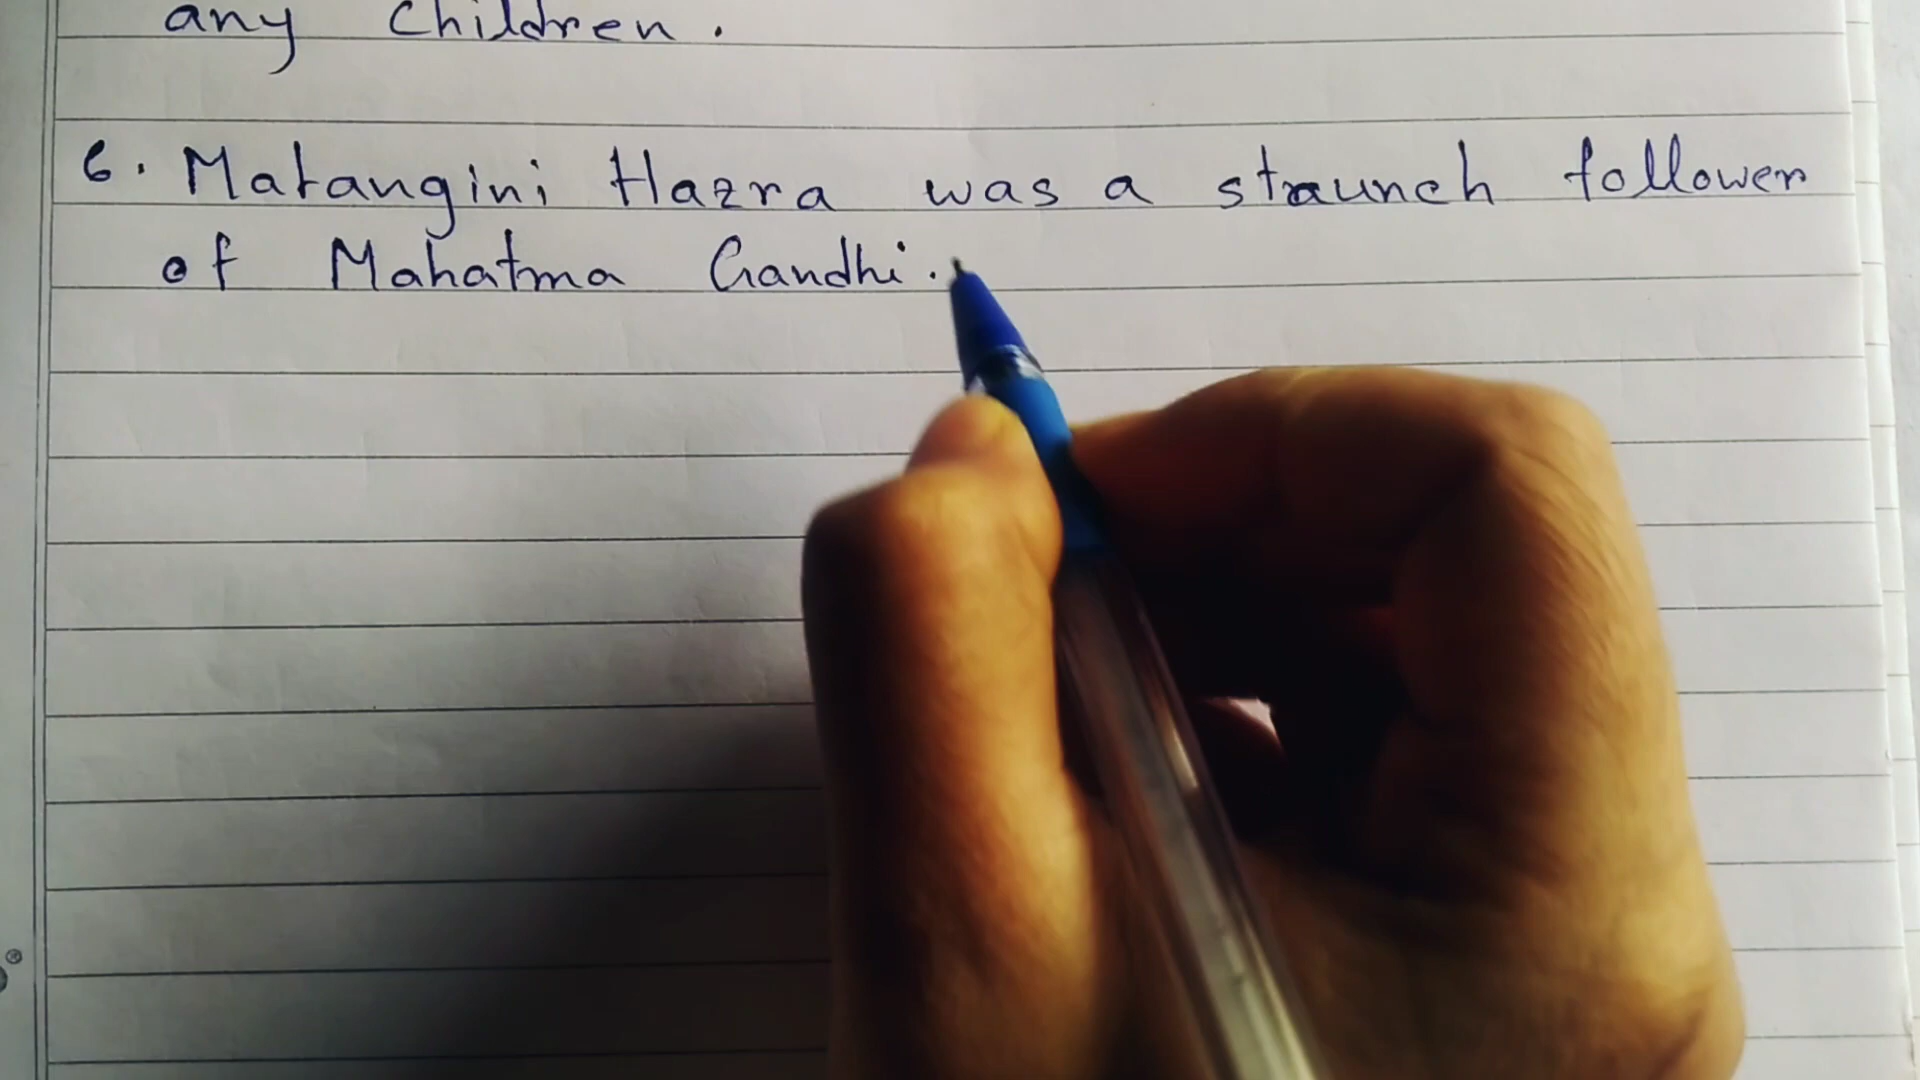 any children.
6. Matangini Hazra was a staunch follower
of Mahatma Gandhi.